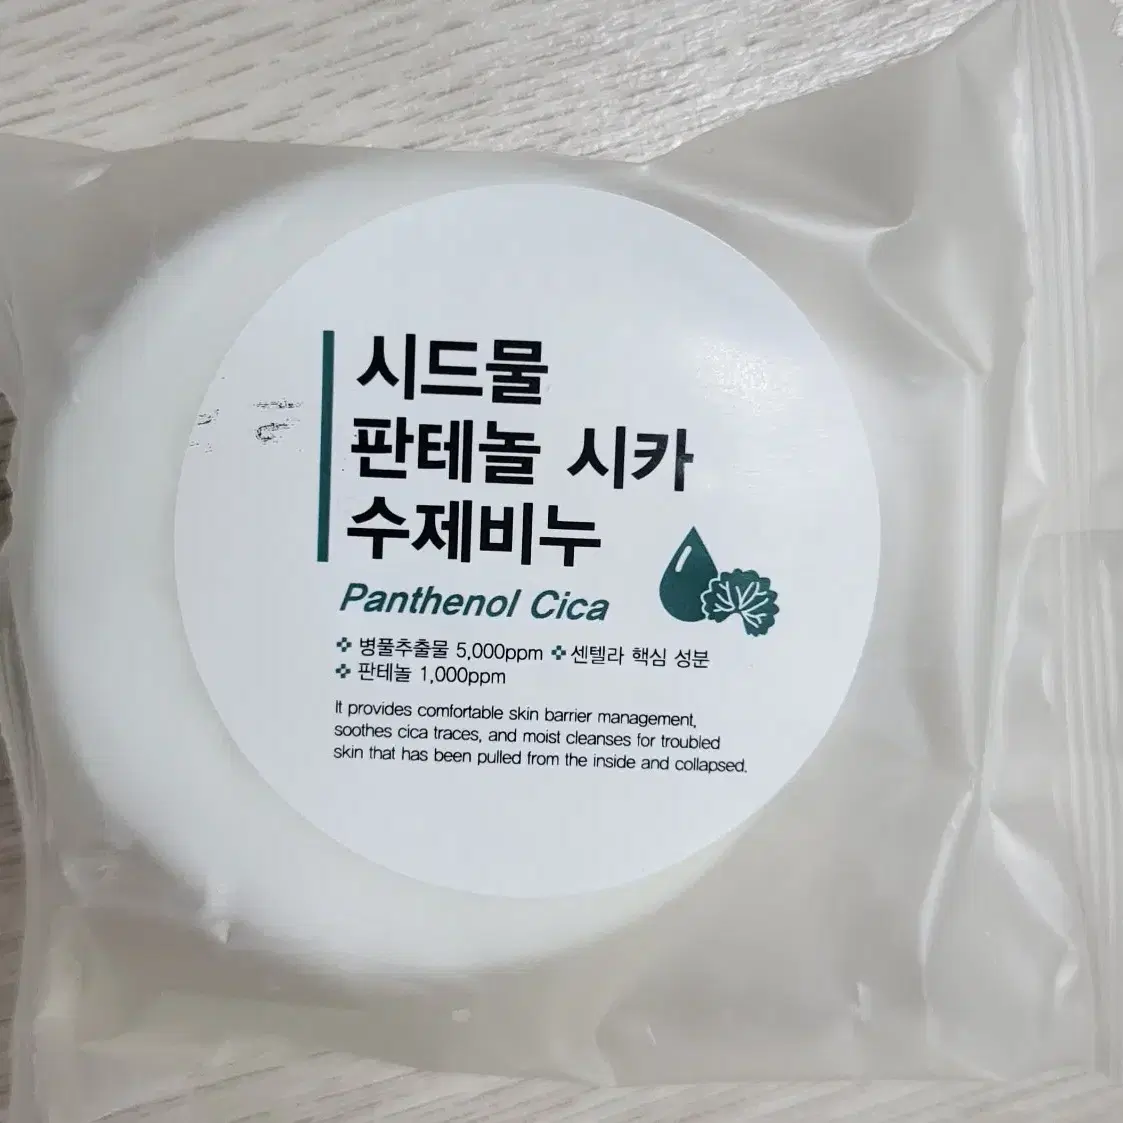 시드물
판테놀 시카
수제비누
Panthenol Cica
병풀추출물 5,000ppm 센텔라 핵심 성분
판테놀 1,000ppm
It provides comfortable skin barrier management,
soothes cica traces, and moist cleanses for troubled
skin that has been pulled from the inside and collapsed.